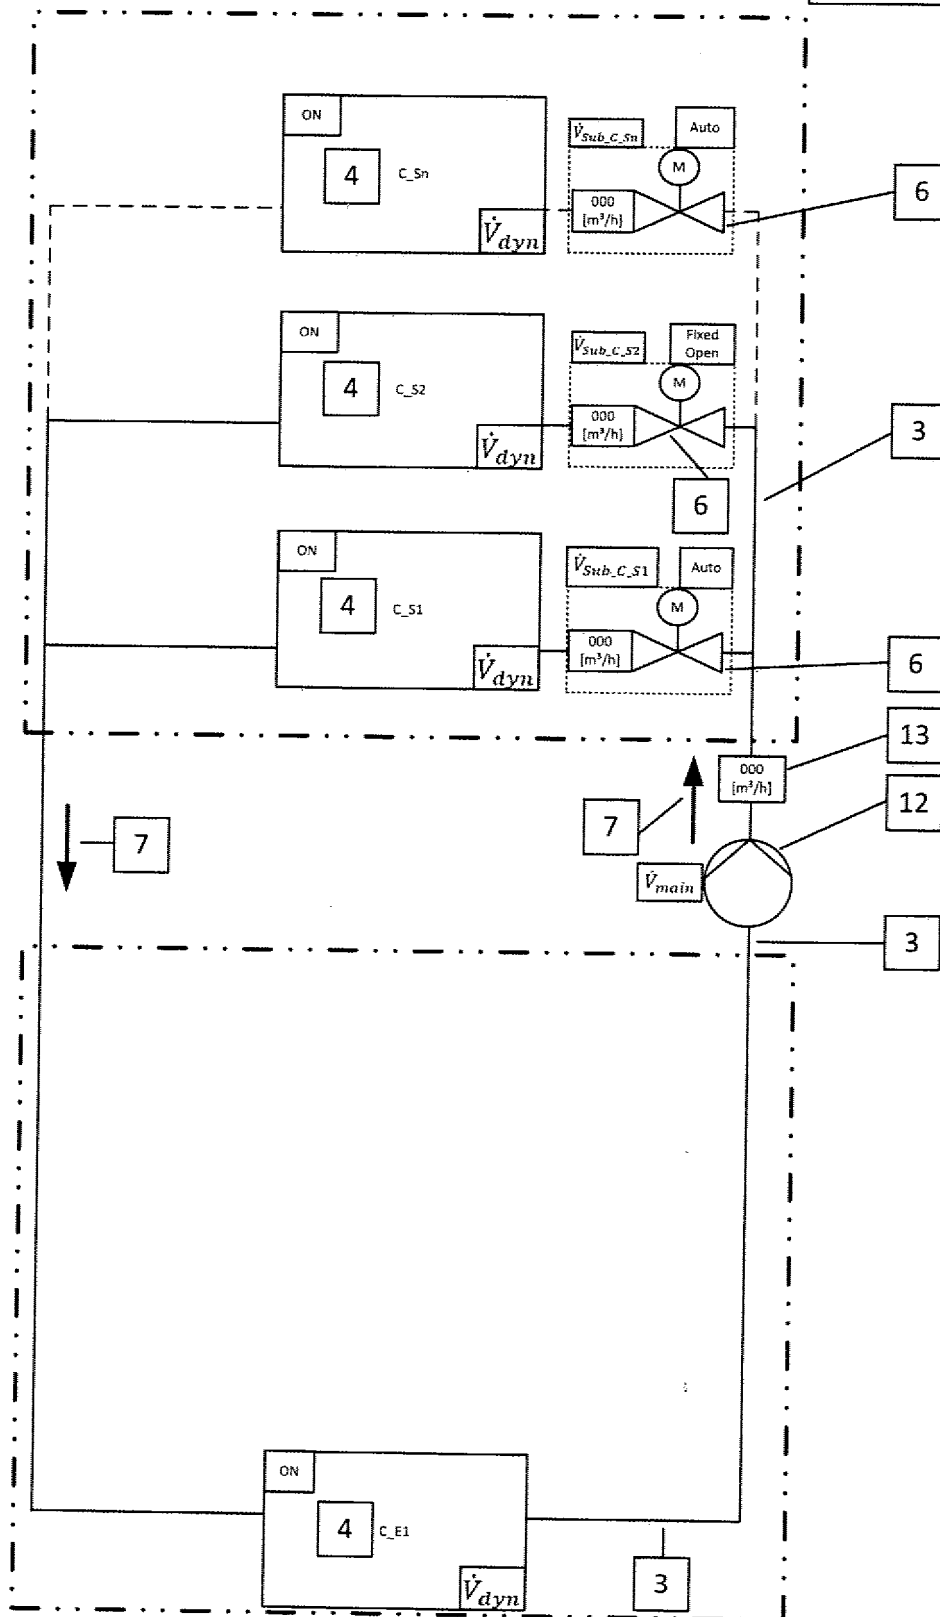 ON
4
C_Sn
V̇dyn
V̇Sub_C_Sn
Auto
M
000
[m³/h]
6
ON
4
C_S2
V̇dyn
V̇Sub_C_S2
Fixed
Open
M
000
[m³/h]
6
3
ON
4
C_S1
V̇dyn
V̇Sub_C_S1
Auto
M
000
[m³/h]
6
13
000
[m³/h]
12
7
7
V̇main
3
ON
4
C_E1
V̇dyn
3